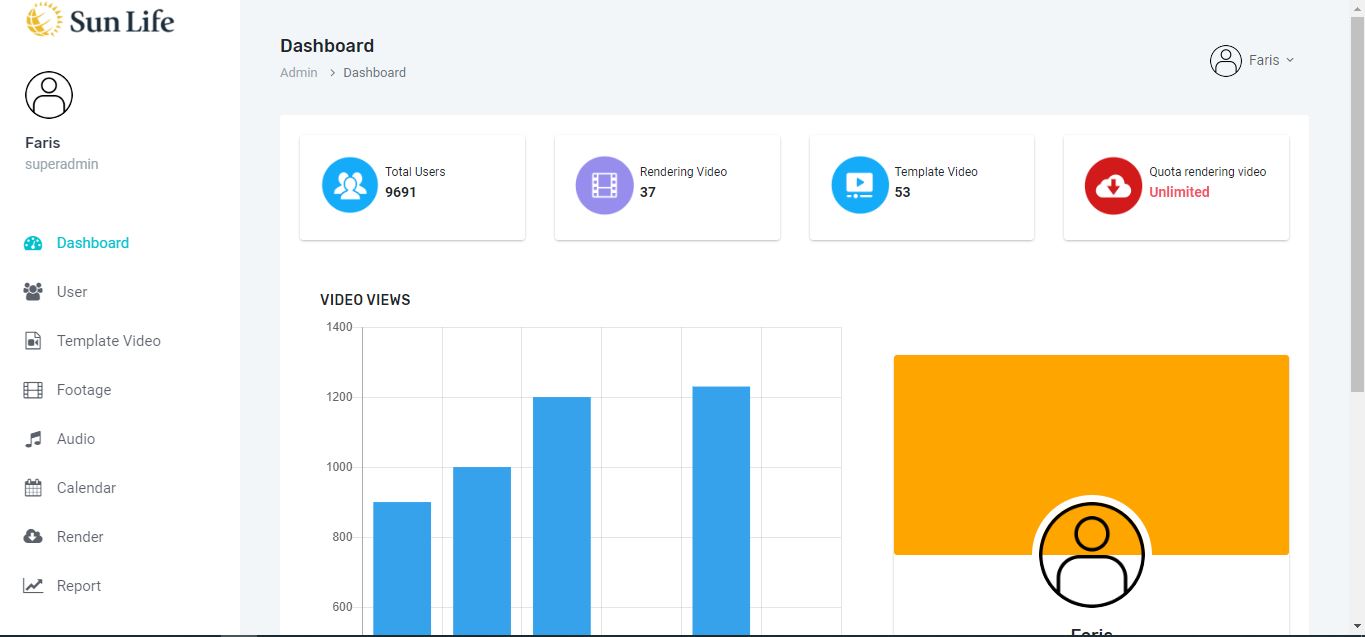 Sun Life
Faris
superadmin
Dashboard
User
Template Video
Footage
Audio
Calendar
Render
Report
Dashboard
Admin > Dashboard
Faris
Total Users
9691
Rendering Video
37
Template Video
53
Quota rendering video
Unlimited
VIDEO VIEWS
1400
1200
1000
800
600
Faris